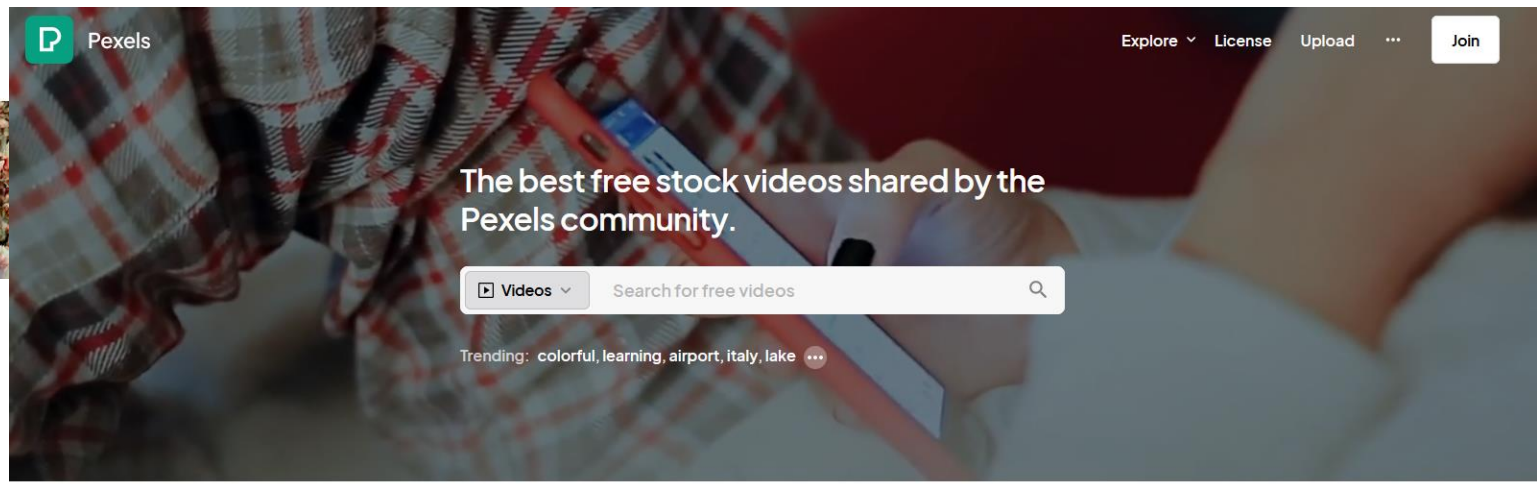 Pexels
Explore License Upload ... Join
The best free stock videos shared by the
Pexels community.
Videos Search for free videos
Trending: colorful, learning, airport, italy, lake ...